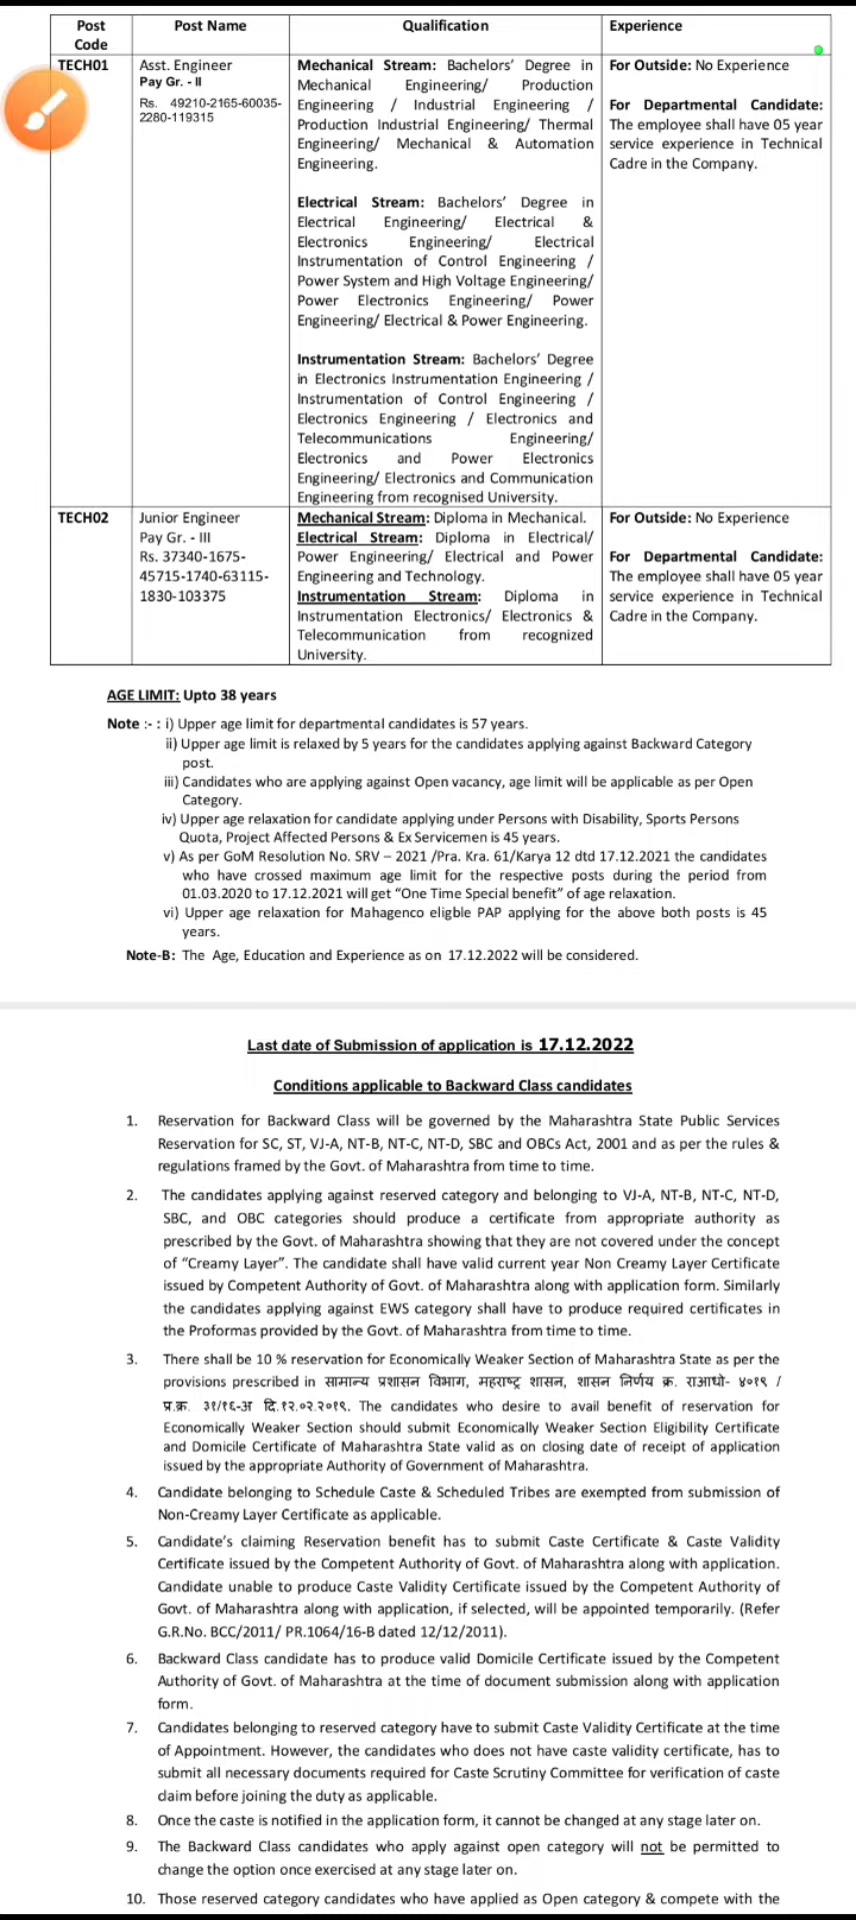 Post Code
Post Name
Qualification
Experience
TECH01
Asst. Engineer
Pay Gr. - II
Rs. 49210-2165-60035-
2280-119315
Mechanical Stream: Bachelors' Degree in
Mechanical Engineering/ Production
Engineering / Industrial Engineering /
Production Industrial Engineering/ Thermal
Engineering/ Mechanical & Automation
Engineering.
Electrical Stream: Bachelors' Degree in
Electrical Engineering/ Electrical &
Electronics Engineering/ Electrical
Instrumentation of Control Engineering /
Power System and High Voltage Engineering/
Power Electronics Engineering/ Power
Engineering/ Electrical & Power Engineering.
Instrumentation Stream: Bachelors' Degree
in Electronics Instrumentation Engineering /
Instrumentation of Control Engineering /
Electronics Engineering / Electronics and
Telecommunications Engineering/
Electronics and Power Electronics
Engineering/ Electronics and Communication
Engineering from recognised University.
For Outside: No Experience
For Departmental Candidate:
The employee shall have 05 year
service experience in Technical
Cadre in the Company.
TECH02
Junior Engineer
Pay Gr. - III
Rs. 37340-1675-
45715-1740-63115-
1830-103375
Mechanical Stream: Diploma in Mechanical.
Electrical Stream: Diploma in Electrical/
Power Engineering/ Electrical and Power
Engineering and Technology.
Instrumentation Stream: Diploma in
Instrumentation Electronics/ Electronics &
Telecommunication from recognized
University.
For Outside: No Experience
For Departmental Candidate:
The employee shall have 05 year
service experience in Technical
Cadre in the Company.
AGE LIMIT: Upto 38 years
Note :- : i) Upper age limit for departmental candidates is 57 years.
ii) Upper age limit is relaxed by 5 years for the candidates applying against Backward Category
post.
iii) Candidates who are applying against Open vacancy, age limit will be applicable as per Open
Category.
iv) Upper age relaxation for candidate applying under Persons with Disability, Sports Persons
Quota, Project Affected Persons & Ex Servicemen is 45 years.
v) As per GoM Resolution No. SRV – 2021 /Pra. Kra. 61/Karya 12 dtd 17.12.2021 the candidates
who have crossed maximum age limit for the respective posts during the period from
01.03.2020 to 17.12.2021 will get “One Time Special benefit” of age relaxation.
vi) Upper age relaxation for Mahagenco eligble PAP applying for the above both posts is 45
years.
Note-B: The Age, Education and Experience as on 17.12.2022 will be considered.
Last date of Submission of application is 17.12.2022
Conditions applicable to Backward Class candidates
1. Reservation for Backward Class will be governed by the Maharashtra State Public Services
Reservation for SC, ST, VJ-A, NT-B, NT-C, NT-D, SBC and OBCs Act, 2001 and as per the rules &
regulations framed by the Govt. of Maharashtra from time to time.
2. The candidates applying against reserved category and belonging to VJ-A, NT-B, NT-C, NT-D,
SBC, and OBC categories should produce a certificate from appropriate authority as
prescribed by the Govt. of Maharashtra showing that they are not covered under the concept
of “Creamy Layer”. The candidate shall have valid current year Non Creamy Layer Certificate
issued by Competent Authority of Govt. of Maharashtra along with application form. Similarly
the candidates applying against EWS category shall have to produce required certificates in
the Proformas provided by the Govt. of Maharashtra from time to time.
3. There shall be 10 % reservation for Economically Weaker Section of Maharashtra State as per the
provisions prescribed in सामान्य प्रशासन विभाग, महाराष्ट्र शासन, शासन निर्णय क्र. राआधो- ४०१९ /
प्र.क्र. ३१/१६-अ दि.१२.०२.२०१९. The candidates who desire to avail benefit of reservation for
Economically Weaker Section should submit Economically Weaker Section Eligibility Certificate
and Domicile Certificate of Maharashtra State valid as on closing date of receipt of application
issued by the appropriate Authority of Government of Maharashtra.
4. Candidate belonging to Schedule Caste & Scheduled Tribes are exempted from submission of
Non-Creamy Layer Certificate as applicable.
5. Candidate's claiming Reservation benefit has to submit Caste Certificate & Caste Validity
Certificate issued by the Competent Authority of Govt. of Maharashtra along with application.
Candidate unable to produce Caste Validity Certificate issued by the Competent Authority of
Govt. of Maharashtra along with application, if selected, will be appointed temporarily. (Refer
G.R.No. BCC/2011/ PR.1064/16-B dated 12/12/2011).
6. Backward Class candidate has to produce valid Domicile Certificate issued by the Competent
Authority of Govt. of Maharashtra at the time of document submission along with application
form.
7. Candidates belonging to reserved category have to submit Caste Validity Certificate at the time
of Appointment. However, the candidates who does not have caste validity certificate, has to
submit all necessary documents required for Caste Scrutiny Committee for verification of caste
claim before joining the duty as applicable.
8. Once the caste is notified in the application form, it cannot be changed at any stage later on.
9. The Backward Class candidates who apply against open category will not be permitted to
change the option once exercised at any stage later on.
10. Those reserved category candidates who have applied as Open category & compete with the